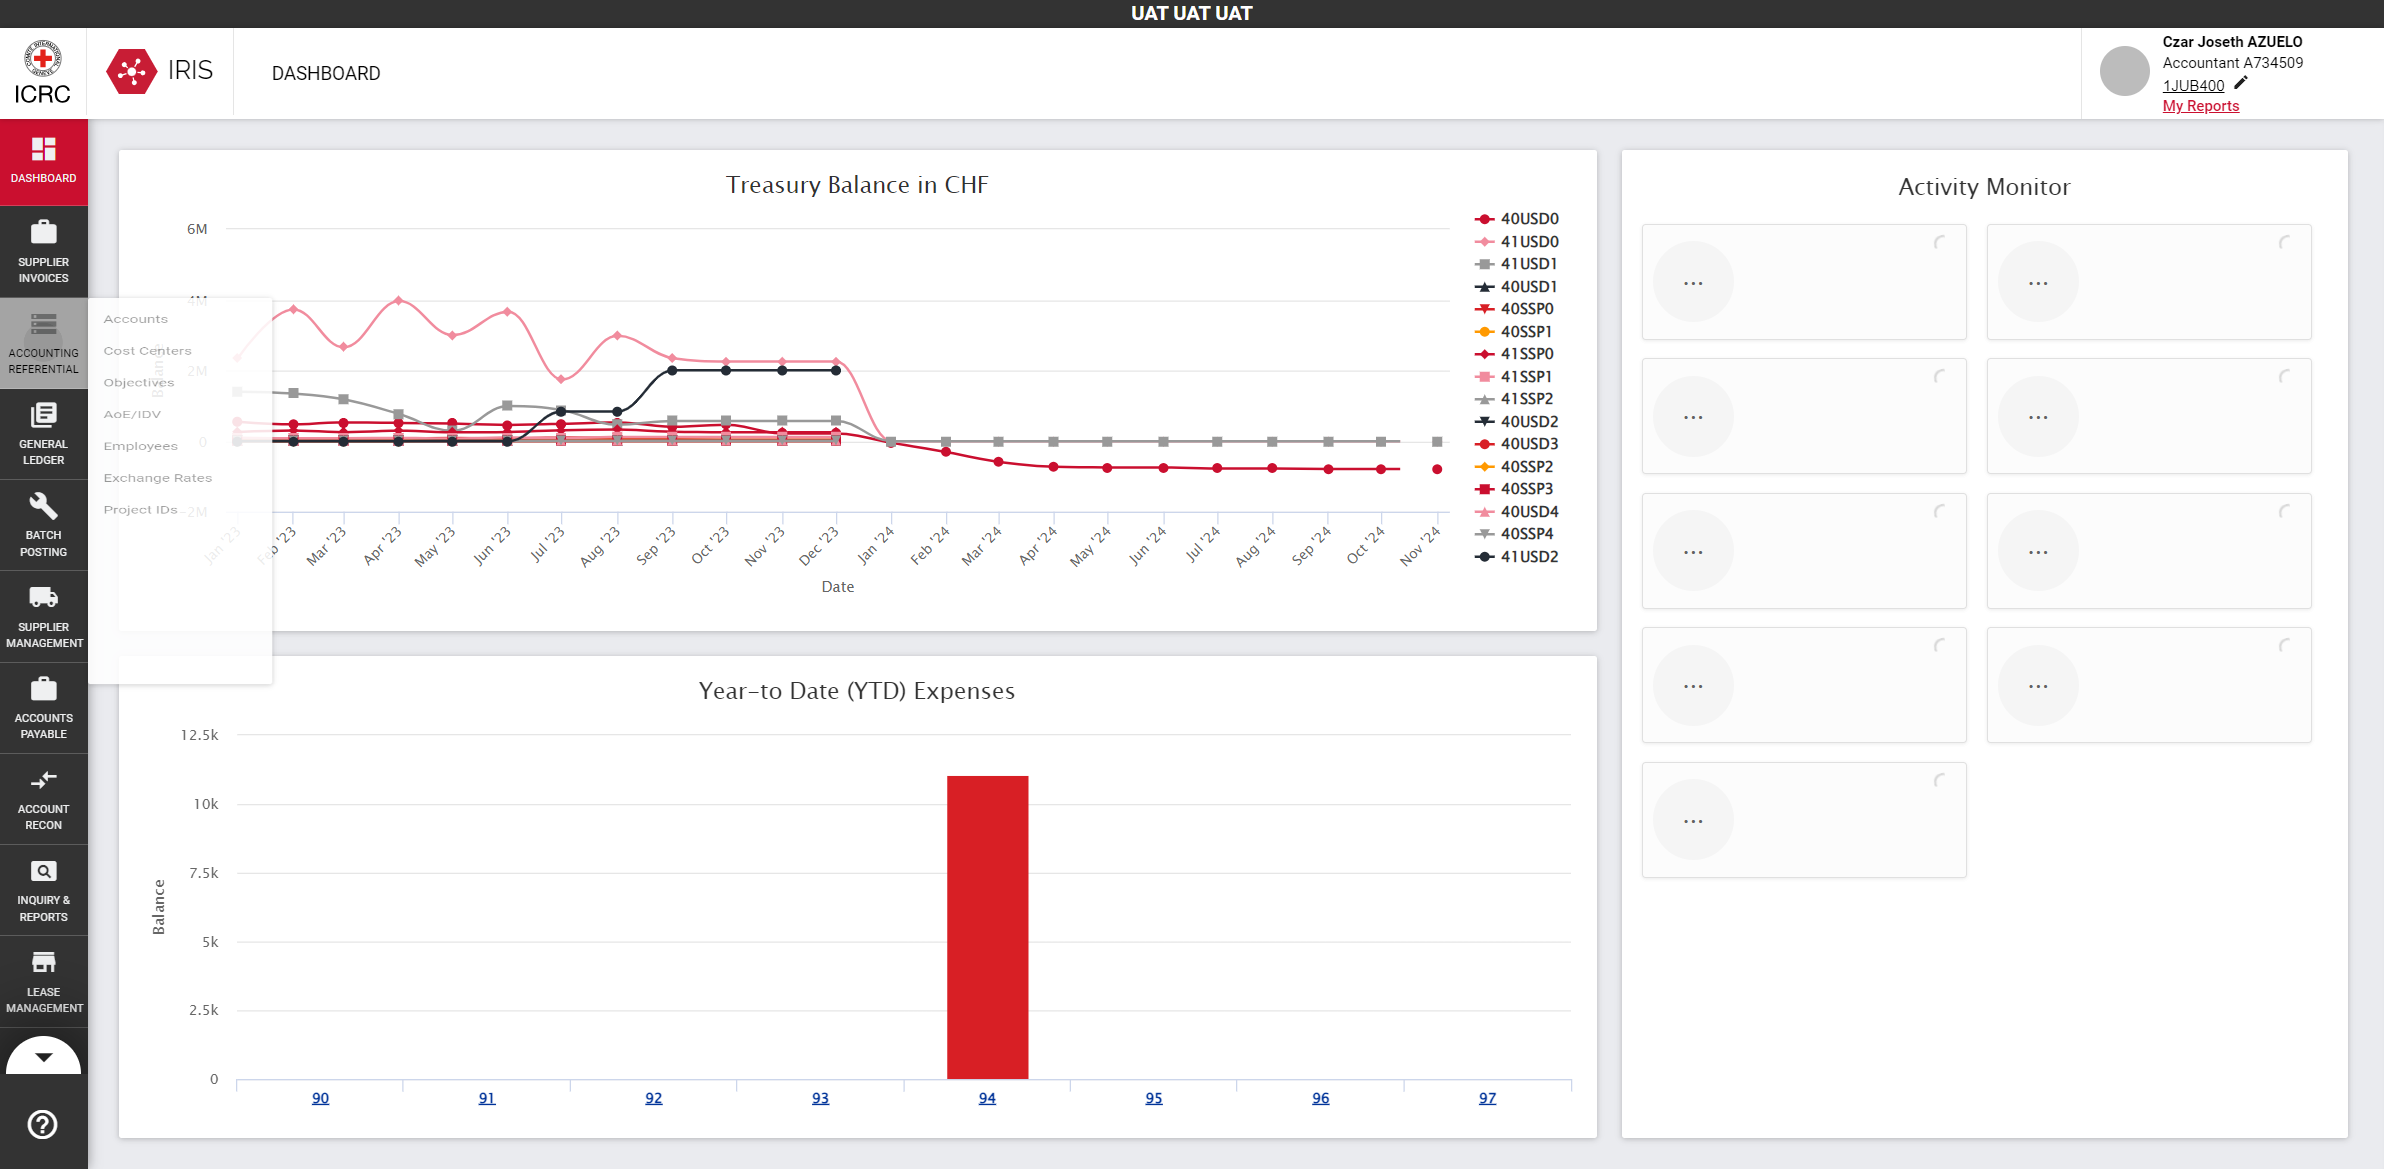 UAT UAT UAT
ICRC
IRIS
DASHBOARD
Czar Joseth AZUELO
Accountant A734509
1JUB400
My Reports
DASHBOARD
SUPPLIER
INVOICES
ACCOUNTING
REFERENTIAL
GENERAL
LEDGER
BATCH
POSTING
SUPPLIER
MANAGEMENT
ACCOUNTS
PAYABLE
ACCOUNT
RECON
INQUIRY &
REPORTS
LEASE
MANAGEMENT
Accounts
Cost Centers
Objectives
AoE/IDV
Employees
Exchange Rates
Project IDs
Treasury Balance in CHF
6M
4M
2M
0
-2M
Balance
Jan '23
Feb '23
Mar '23
Apr '23
May '23
Jun '23
Jul '23
Aug '23
Sep '23
Oct '23
Nov '23
Dec '23
Jan '24
Feb '24
Mar '24
Apr '24
May '24
Jun '24
Jul '24
Aug '24
Sep '24
Oct '24
Nov '24
Date
40USD0
41USD0
41USD1
40USD1
40SSP0
40SSP1
41SSP0
41SSP1
41SSP2
40USD2
40USD3
40SSP2
40SSP3
40USD4
40SSP4
41USD2
Year-to Date (YTD) Expenses
12.5k
10k
7.5k
5k
2.5k
0
Balance
90
91
92
93
94
95
96
97
Activity Monitor
...
...
...
...
...
...
...
...
...